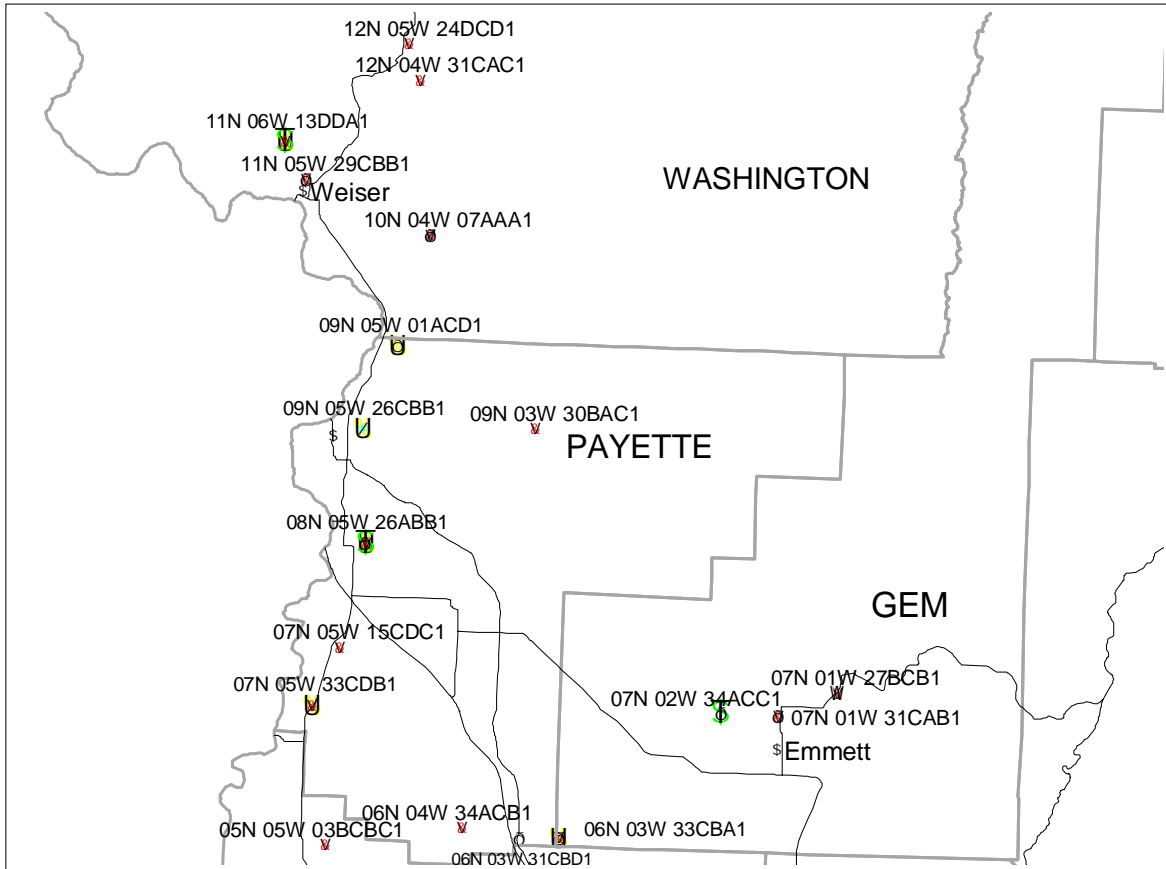 12N 05W 24DCD1
12N 04W 31CAC1
11N 06W 13DDA1
11N 05W 29CBB1
Weiser
WASHINGTON
10N 04W 07AAA1
09N 05W 01ACD1
09N 05W 26CBB1
09N 03W 30BAC1
PAYETTE
08N 05W 26ABB1
GEM
07N 05W 15CDC1
07N 01W 27BCB1
07N 05W 33CDB1
07N 02W 34ACC1
07N 01W 31CAB1
Emmett
06N 04W 34ACB1
05N 05W 03BCBC1
06N 03W 33CBA1
06N 03W 31CBD1